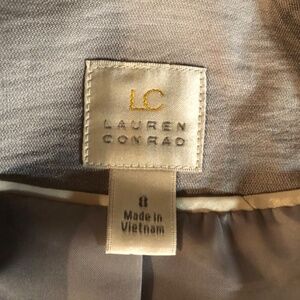 LC
LAUREN
CONRAD
8
Made in
Vietnam